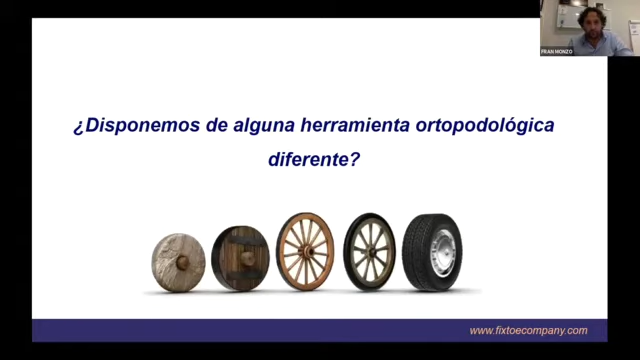 FRAN MONZO
¿Disponemos de alguna herramienta ortopodológica
diferente?
www.fixtoecompany.com